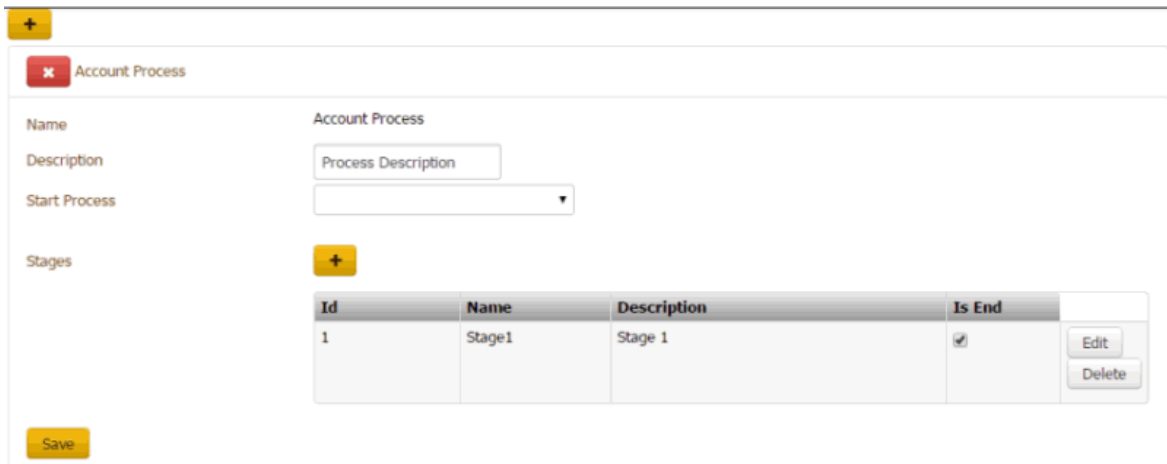 +
Account Process
Name Account Process
Description Process Description
Start Process
Stages +
Id Name Description Is End
1 Stage1 Stage 1 Edit
Delete
Save